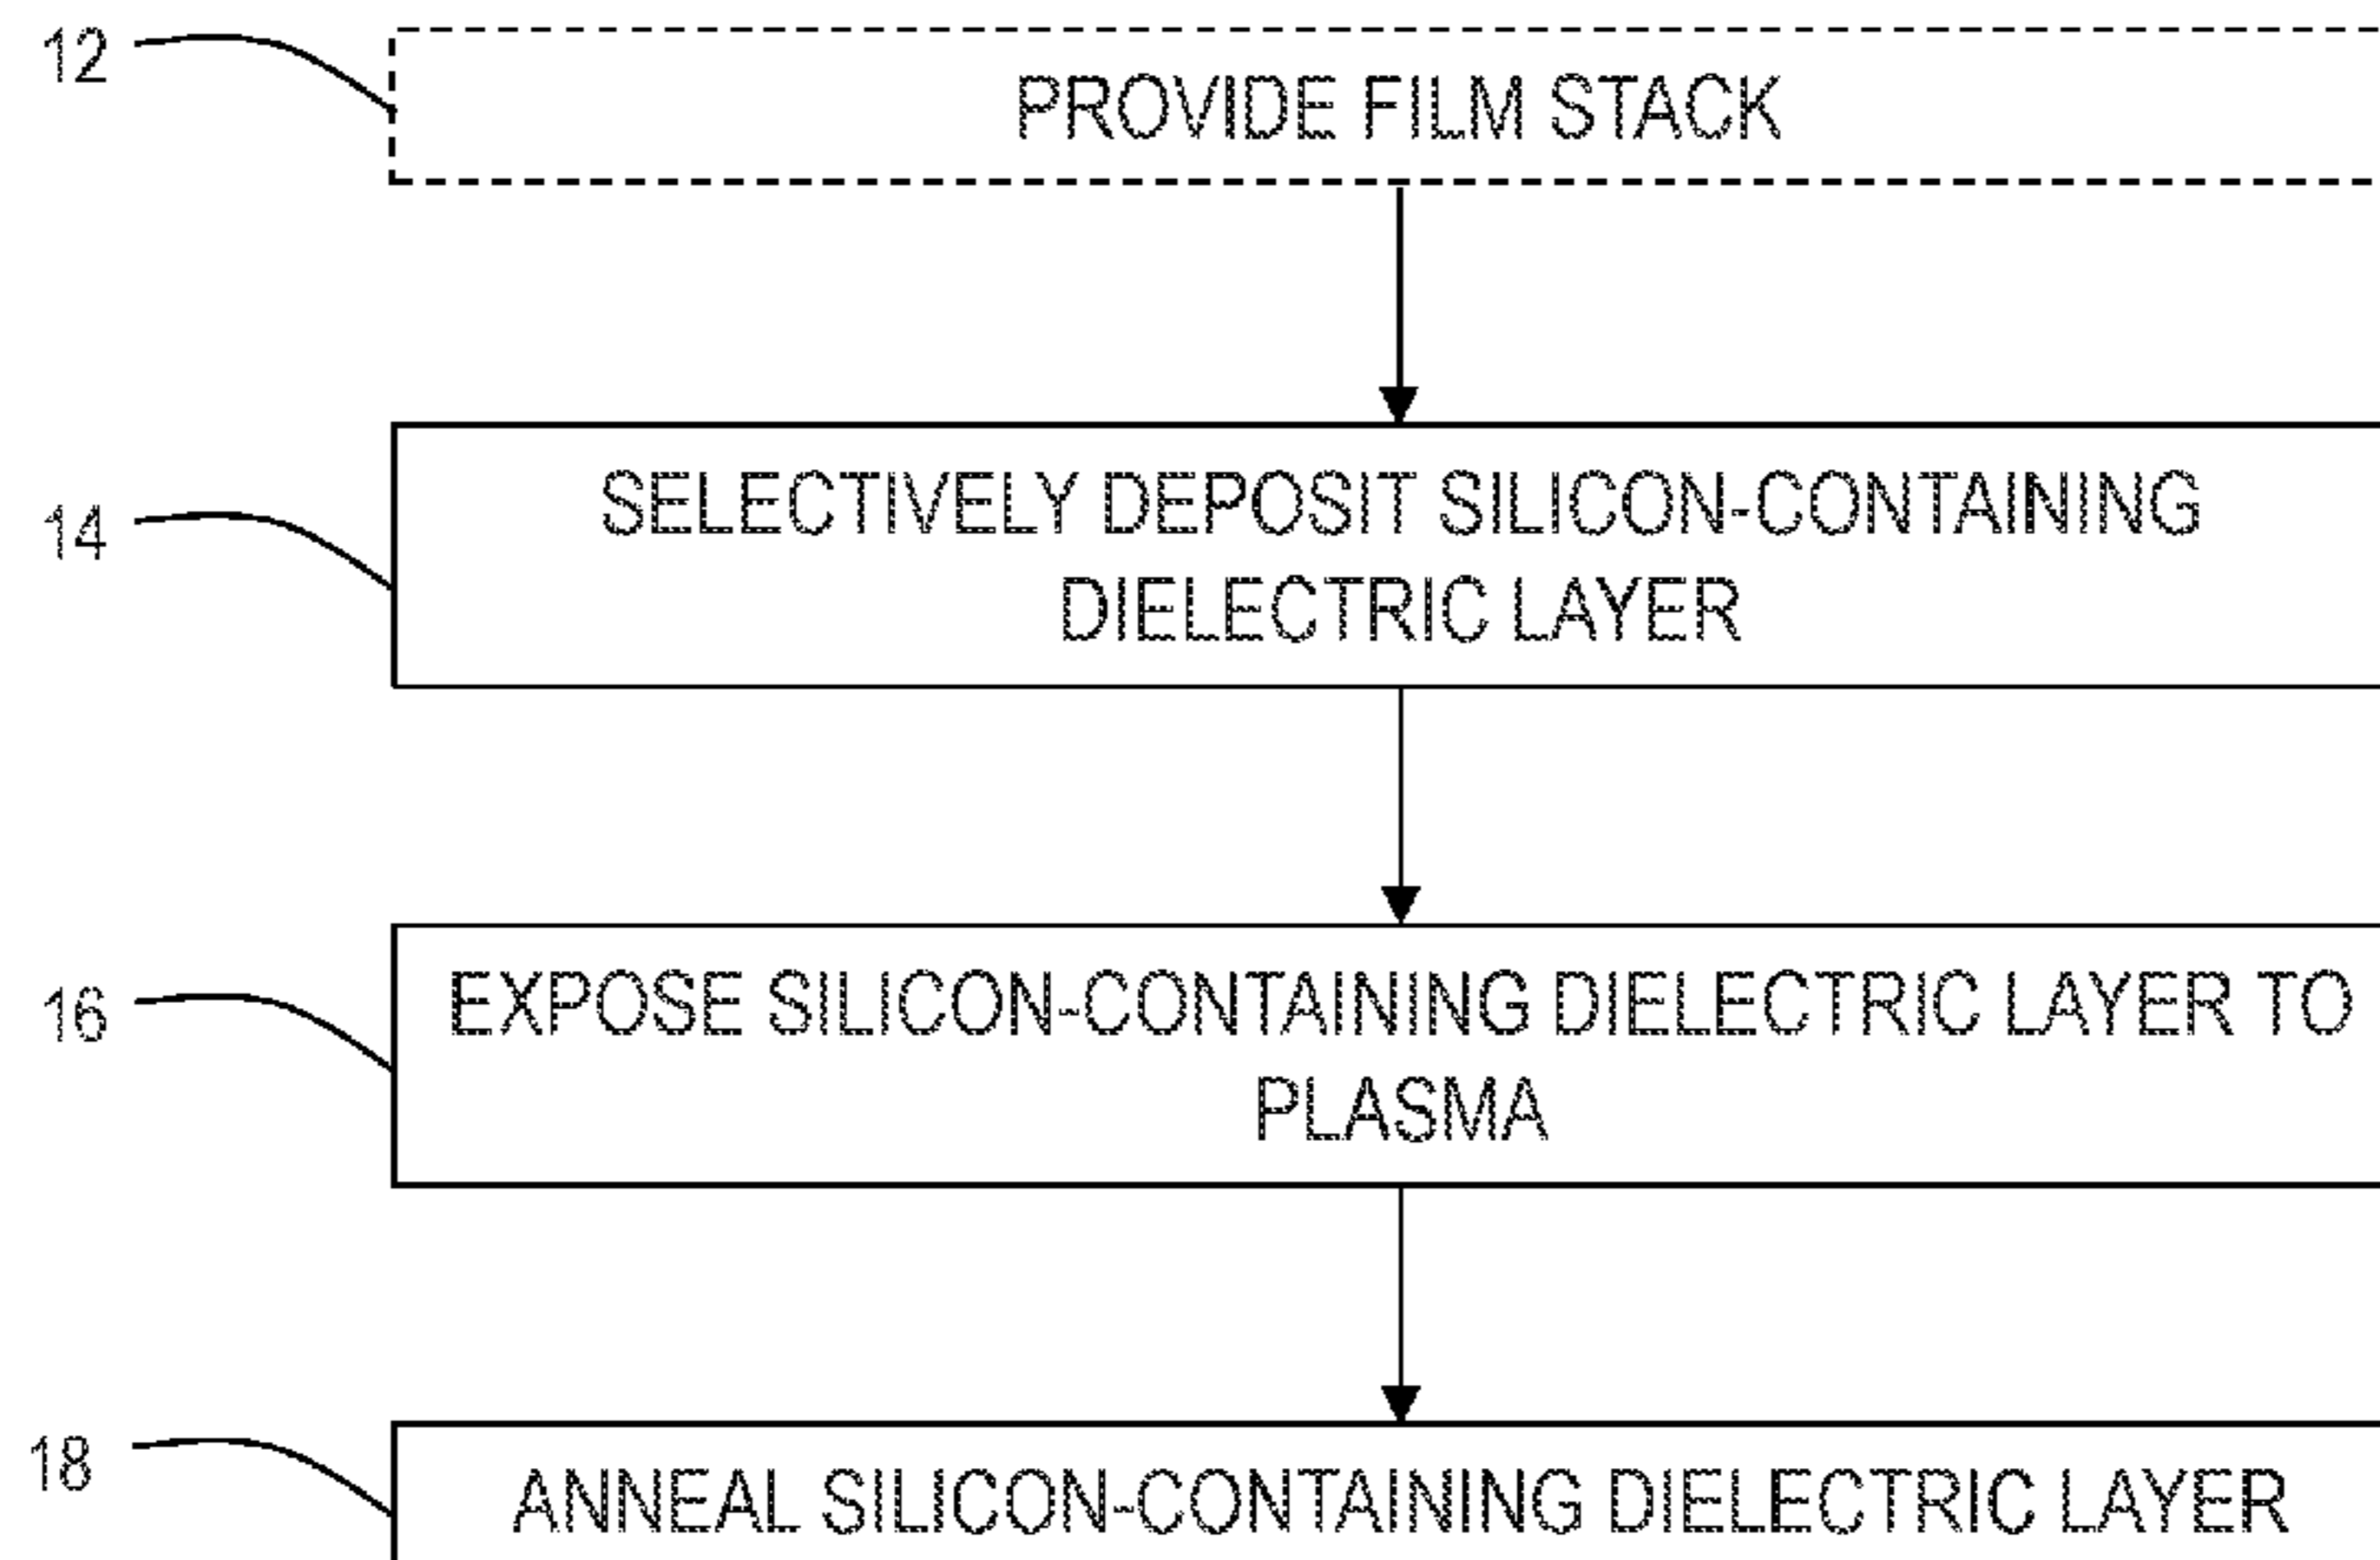 12
PROVIDE FILM STACK
14
SELECTIVELY DEPOSIT SILICON-CONTAINING
DIELECTRIC LAYER
16
EXPOSE SILICON-CONTAINING DIELECTRIC LAYER TO
PLASMA
18
ANNEAL SILICON-CONTAINING DIELECTRIC LAYER